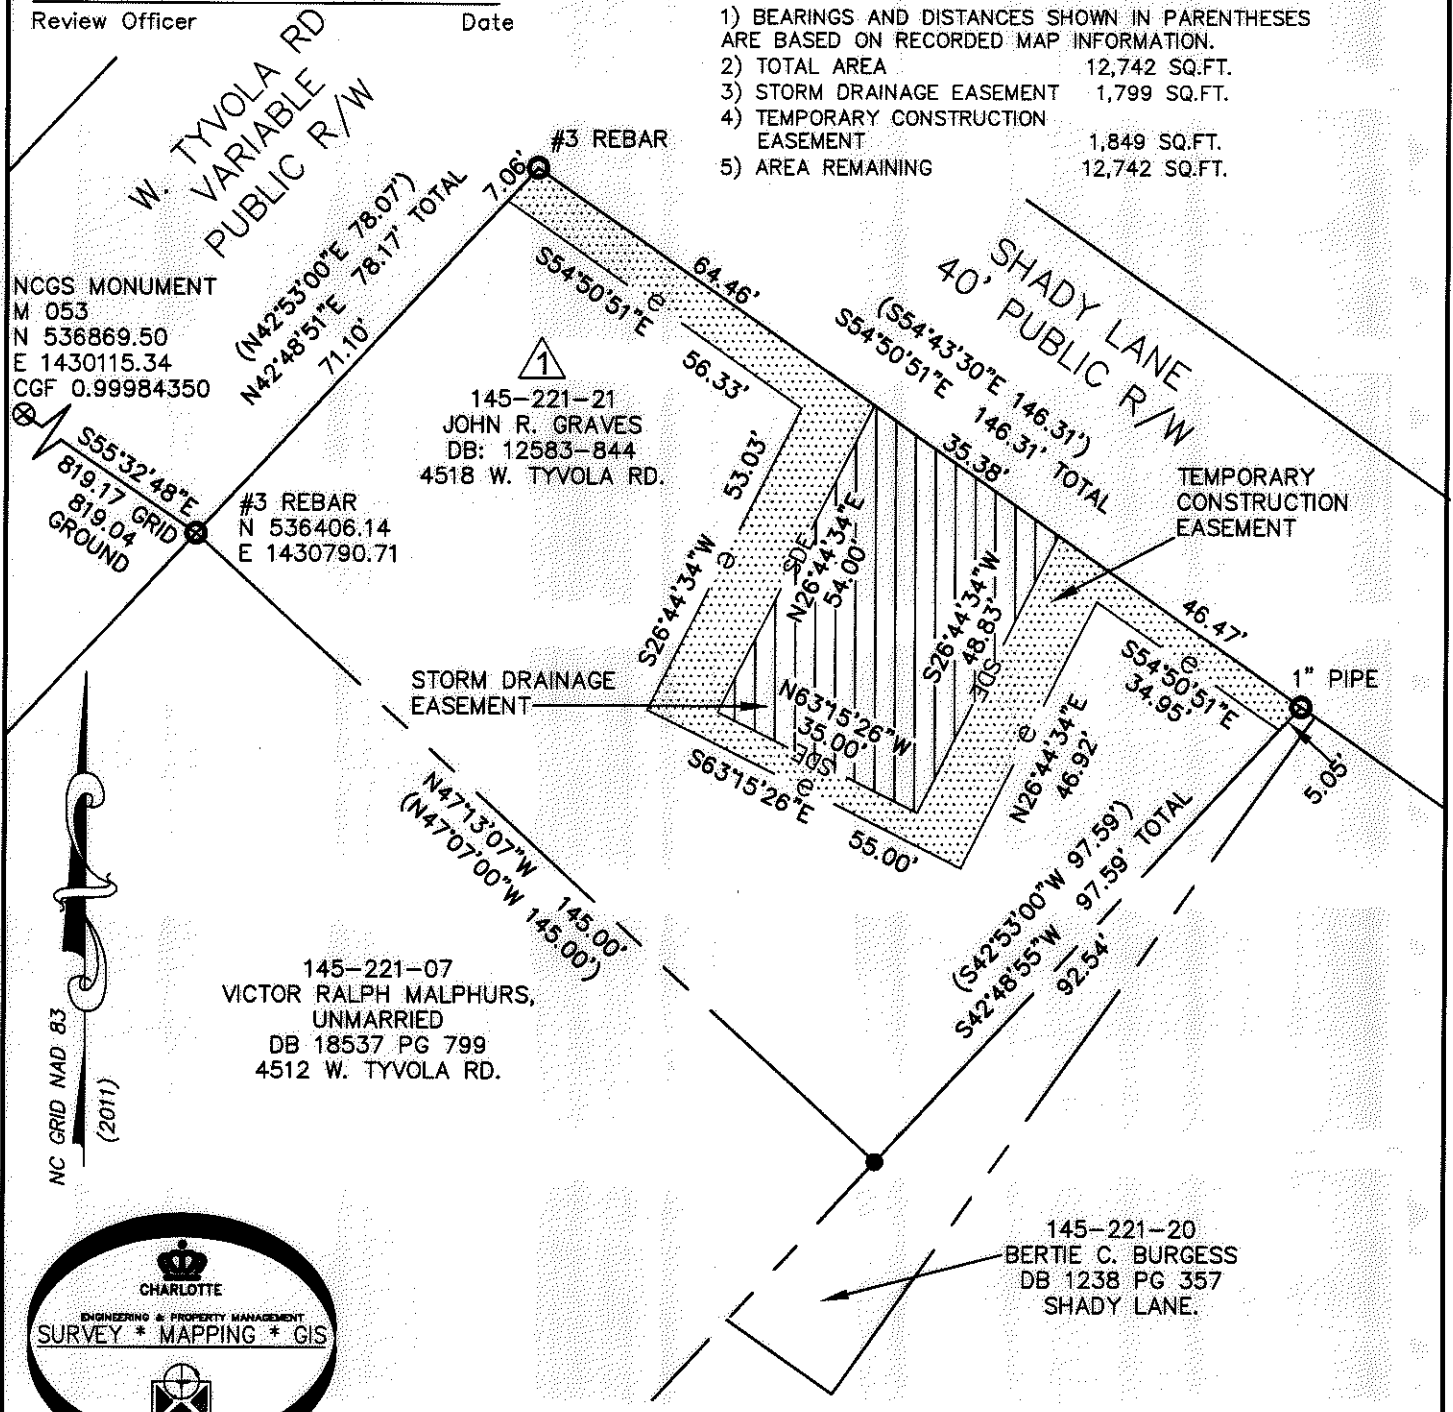 Review Officer Date
1) BEARINGS AND DISTANCES SHOWN IN PARENTHESES
ARE BASED ON RECORDED MAP INFORMATION.
2) TOTAL AREA 12,742 SQ.FT.
3) STORM DRAINAGE EASEMENT 1,799 SQ.FT.
4) TEMPORARY CONSTRUCTION
EASEMENT 1,849 SQ.FT.
5) AREA REMAINING 12,742 SQ.FT.
W. TYVOLA RD
VARIABLE
PUBLIC R/W
#3 REBAR
7.06'
(N42°53'00"E 78.07')
N42°48'51"E 78.17' TOTAL
71.10'
NCGS MONUMENT
M 053
N 536869.50
E 1430115.34
CGF 0.99984350
S55°32'48"E
819.17 GRID
819.04
GROUND
#3 REBAR
N 536406.14
E 1430790.71
1
145-221-21
JOHN R. GRAVES
DB: 12583-844
4518 W. TYVOLA RD.
S54°50'51"E
e
56.33'
64.46'
SHADY LANE
40' PUBLIC R/W
(S54°43'30"E 146.31')
S54°50'51"E 146.31' TOTAL
35.38'
TEMPORARY
CONSTRUCTION
EASEMENT
53.03'
S26°44'34"W
e
SDE
N26°44'34"E
54.00'
S26°44'34"W
48.83'
SDE
46.47'
e
S54°50'51"E
34.95'
1" PIPE
5.05'
STORM DRAINAGE
EASEMENT
N63°15'26"W
35.00'
SDE
e
S63°15'26"E
55.00'
e
N26°44'34"E
46.92'
N47°13'07"W 145.00'
(N47°07'00"W 145.00')
(S42°53'00"W 97.59')
S42°48'55"W 97.59' TOTAL
92.54'
145-221-07
VICTOR RALPH MALPHURS,
UNMARRIED
DB 18537 PG 799
4512 W. TYVOLA RD.
NC GRID NAD 83
(2011)
145-221-20
BERTIE C. BURGESS
DB 1238 PG 357
SHADY LANE.
CHARLOTTE
ENGINEERING & PROPERTY MANAGEMENT
SURVEY * MAPPING * GIS